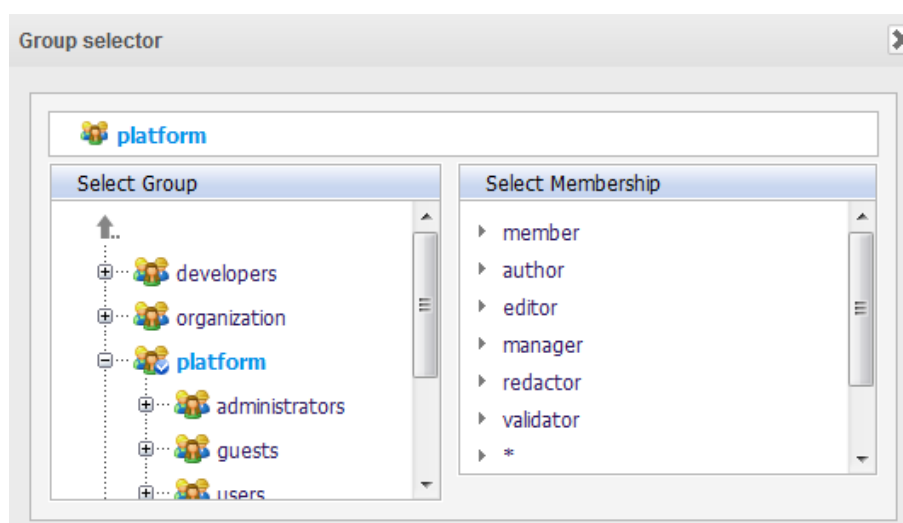 Group selector
platform
Select Group
Select Membership
..
developers
organization
platform
administrators
guests
users
member
author
editor
manager
redactor
validator
*